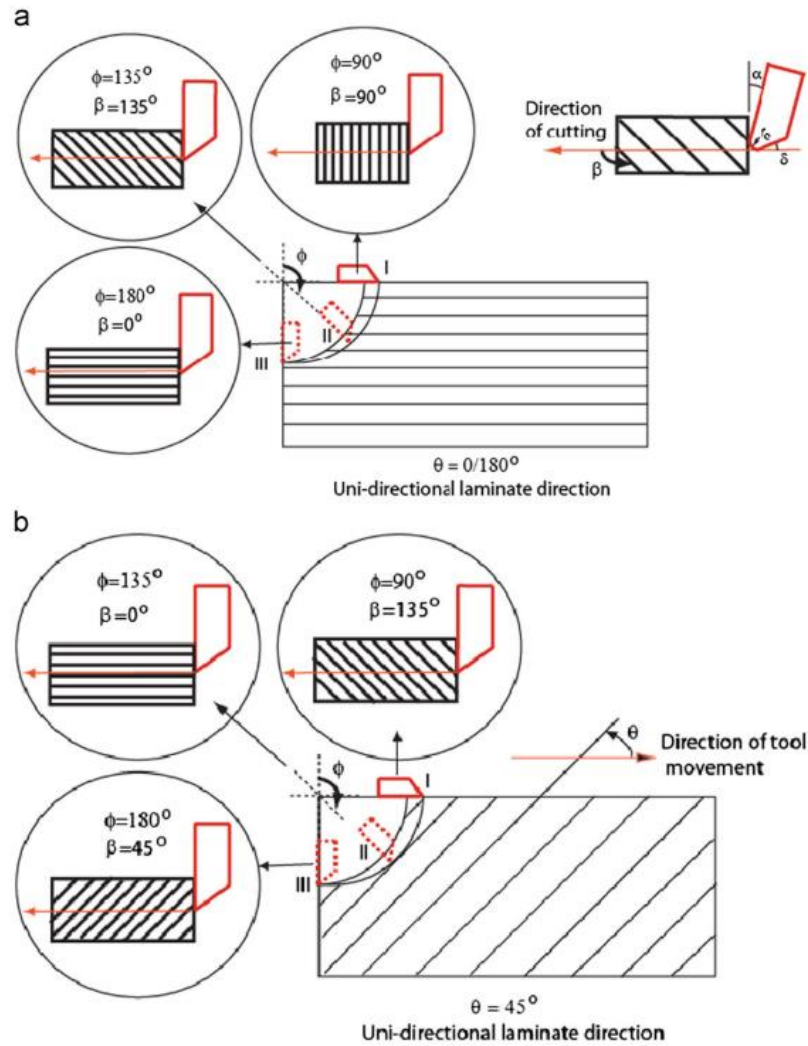 a
ϕ=135°
β=135°
ϕ=90°
β=90°
α
Direction
of cutting
β
δ
ϕ
I
ϕ=180°
β=0°
II
III
θ = 0/180°
Uni-directional laminate direction
b
ϕ=135°
β=0°
ϕ=90°
β=135°
θ
Direction of tool
movement
ϕ
I
ϕ=180°
β=45°
II
III
θ = 45°
Uni-directional laminate direction